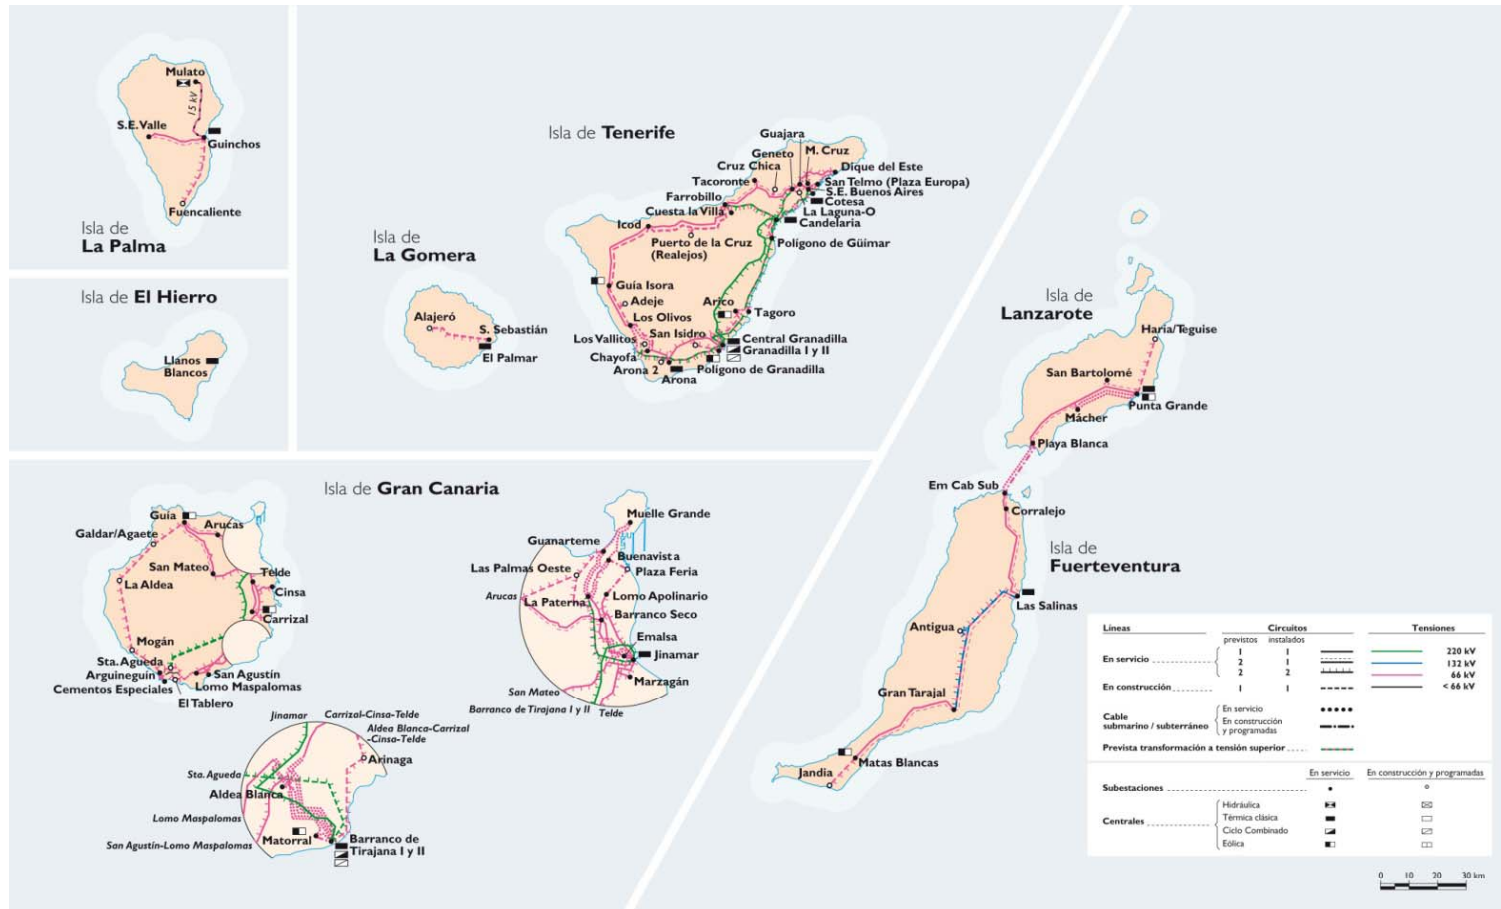 Mulato
15 kV
S.E. Valle
Guinchos
Fuencaliente
Isla de
La Palma
Isla de El Hierro
Llanos
Blancos
Isla de
La Gomera
Alajeró
S. Sebastián
El Palmar
Isla de Tenerife
Guajara
Geneto
M. Cruz
Cruz Chica
Dique del Este
Tacoronte
San Telmo (Plaza Europa)
S.E. Buenos Aires
Farrobillo
Cotesa
Cuesta la Villa
La Laguna-O
Icod
Candelaria
Puerto de la Cruz
(Realejos)
Polígono de Güímar
Guía Isora
Adeje
Arico
Los Olivos
Tagoro
San Isidro
Los Vallitos
Central Granadilla
Granadilla I y II
Chayofa
Arona 2
Polígono de Granadilla
Arona
Isla de
Lanzarote
Haria/Teguise
San Bartolomé
Punta Grande
Mácher
Playa Blanca
Em Cab Sub
Corralejo
Isla de
Fuerteventura
Las Salinas
Antigua
Gran Tarajal
Matas Blancas
Jandía
Isla de Gran Canaria
Guía
Arucas
Galdar/Agaete
San Mateo
Telde
La Aldea
Cinsa
Carrizal
Mogán
Sta. Agueda
Arguineguín
San Agustín
Cementos Especiales
Lomo Maspalomas
El Tablero
Muelle Grande
Guanarteme
Buenavista
Las Palmas Oeste
Plaza Feria
Arucas
La Paterna
Lomo Apolinario
Barranco Seco
Emalsa
Jinamar
Marzagán
San Mateo
Barranco de Tirajana I y II
Telde
Jinamar
Carrizal-Cinsa-Telde
Aldea Blanca-Carrizal
-Cinsa-Telde
Arinaga
Sta. Agueda
Aldea Blanca
Lomo Maspalomas
Matorral
San Agustín-Lomo Maspalomas
Barranco de
Tirajana I y II
Líneas
Circuitos
Tensiones
previstos instalados
En servicio
1 1
2 1
2 2
220 kV
132 kV
66 kV
< 66 kV
En construcción
1 1
Cable
submarino / subterráneo
En servicio
En construcción
y programadas
Prevista transformación a tensión superior
En servicio
En construcción y programadas
Subestaciones
Centrales
Hidráulica
Térmica clásica
Ciclo Combinado
Eólica
0 10 20 30 km